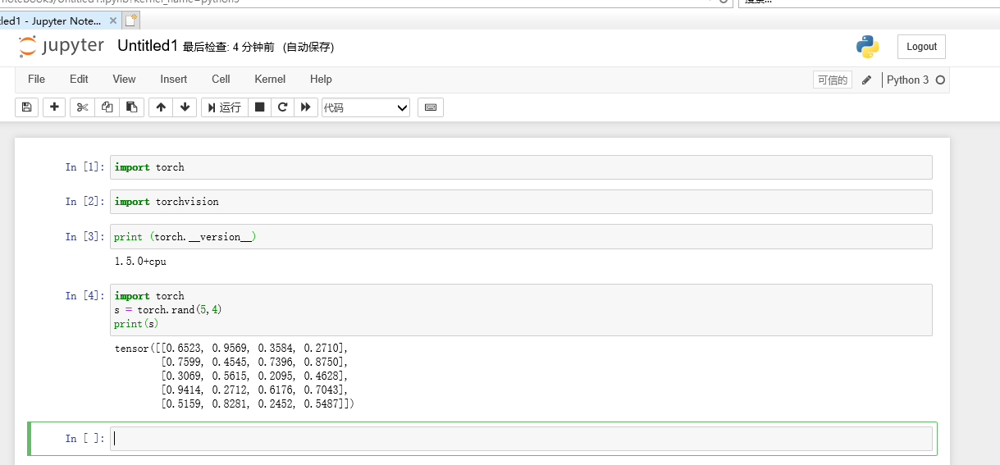 notebooks/Untitled1.ipynb?kernel_name=python3
搜索...
tled1 - Jupyter Note...
jupyter Untitled1 最后检查: 4 分钟前 (自动保存)
Logout
File Edit View Insert Cell Kernel Help
可信的 Python 3
运行 代码
In [1]: import torch
In [2]: import torchvision
In [3]: print (torch.__version__)
1.5.0+cpu
In [4]: import torch
s = torch.rand(5,4)
print(s)
tensor([[0.6523, 0.9569, 0.3584, 0.2710],
[0.7599, 0.4545, 0.7396, 0.8750],
[0.3069, 0.5615, 0.2095, 0.4628],
[0.9414, 0.2712, 0.6176, 0.7043],
[0.5159, 0.8281, 0.2452, 0.5487]])
In [ ]: